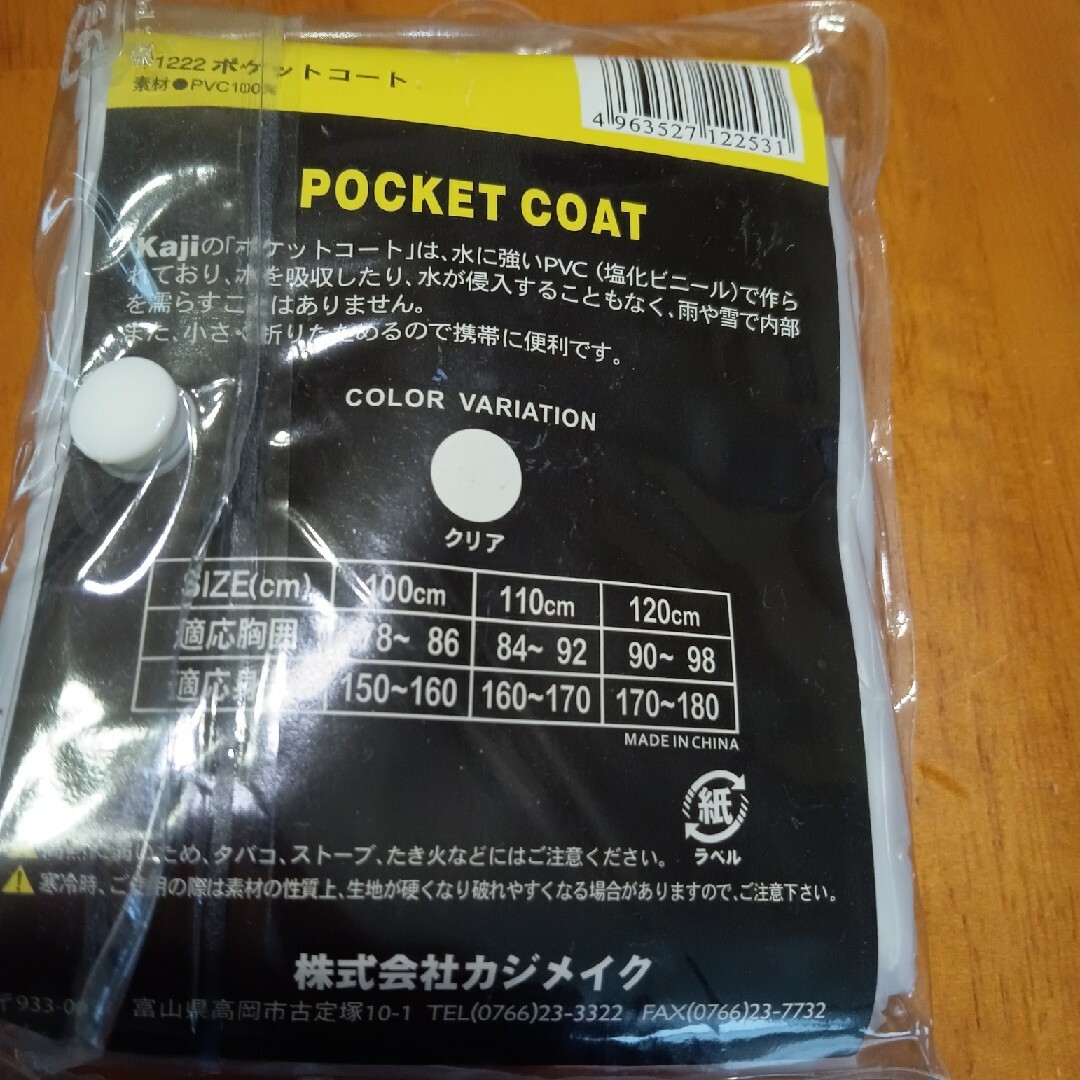 1222 ポケットコート
素材●PVC100%
4 963527 122531
POCKET COAT
Kajiの「ポケットコート」は、水に強いPVC（塩化ビニール）で作ら
れており、水を吸収したり、水が侵入することもなく、雨や雪で内部
を濡らすこ はありません。
また、小さく折りたためるので携帯に便利です。
COLOR VARIATION
クリア
SIZE(cm) 100cm 110cm 120cm
適応胸囲 78~ 86 84~ 92 90~ 98
適応 150~160 160~170 170~180
MADE IN CHINA
紙
ラベル
ため、タバコ、ストーブ、たき火などにはご注意ください。
寒冷時、ご使用の際は素材の性質上、生地が硬くなり破れやすくなる場合がありますので、ご注意下さい。
株式会社カジメイク
〒933-0 富山県高岡市古定塚10-1 TEL(0766)23-3322 FAX(0766)23-7732